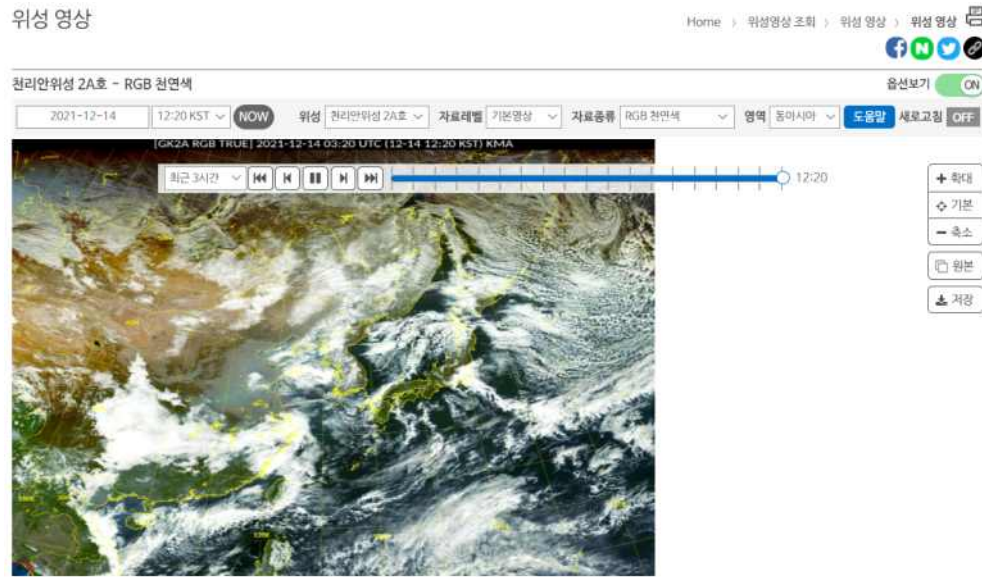 위성 영상
Home > 위성영상 조회 > 위성 영상 > 위성 영상
천리안위성 2A호 - RGB 천연색
옵션보기 ON
2021-12-14 12:20 KST NOW 위성 천리안위성 2A호 자료레벨 기본영상 자료종류 RGB 천연색 영역 동아시아 도움말 새로고침 OFF
[GK2A RGB TRUE] 2021-12-14 03:20 UTC (12-14 12:20 KST) KMA
최근 3시간 12:20
+ 확대
기본
- 축소
원본
저장